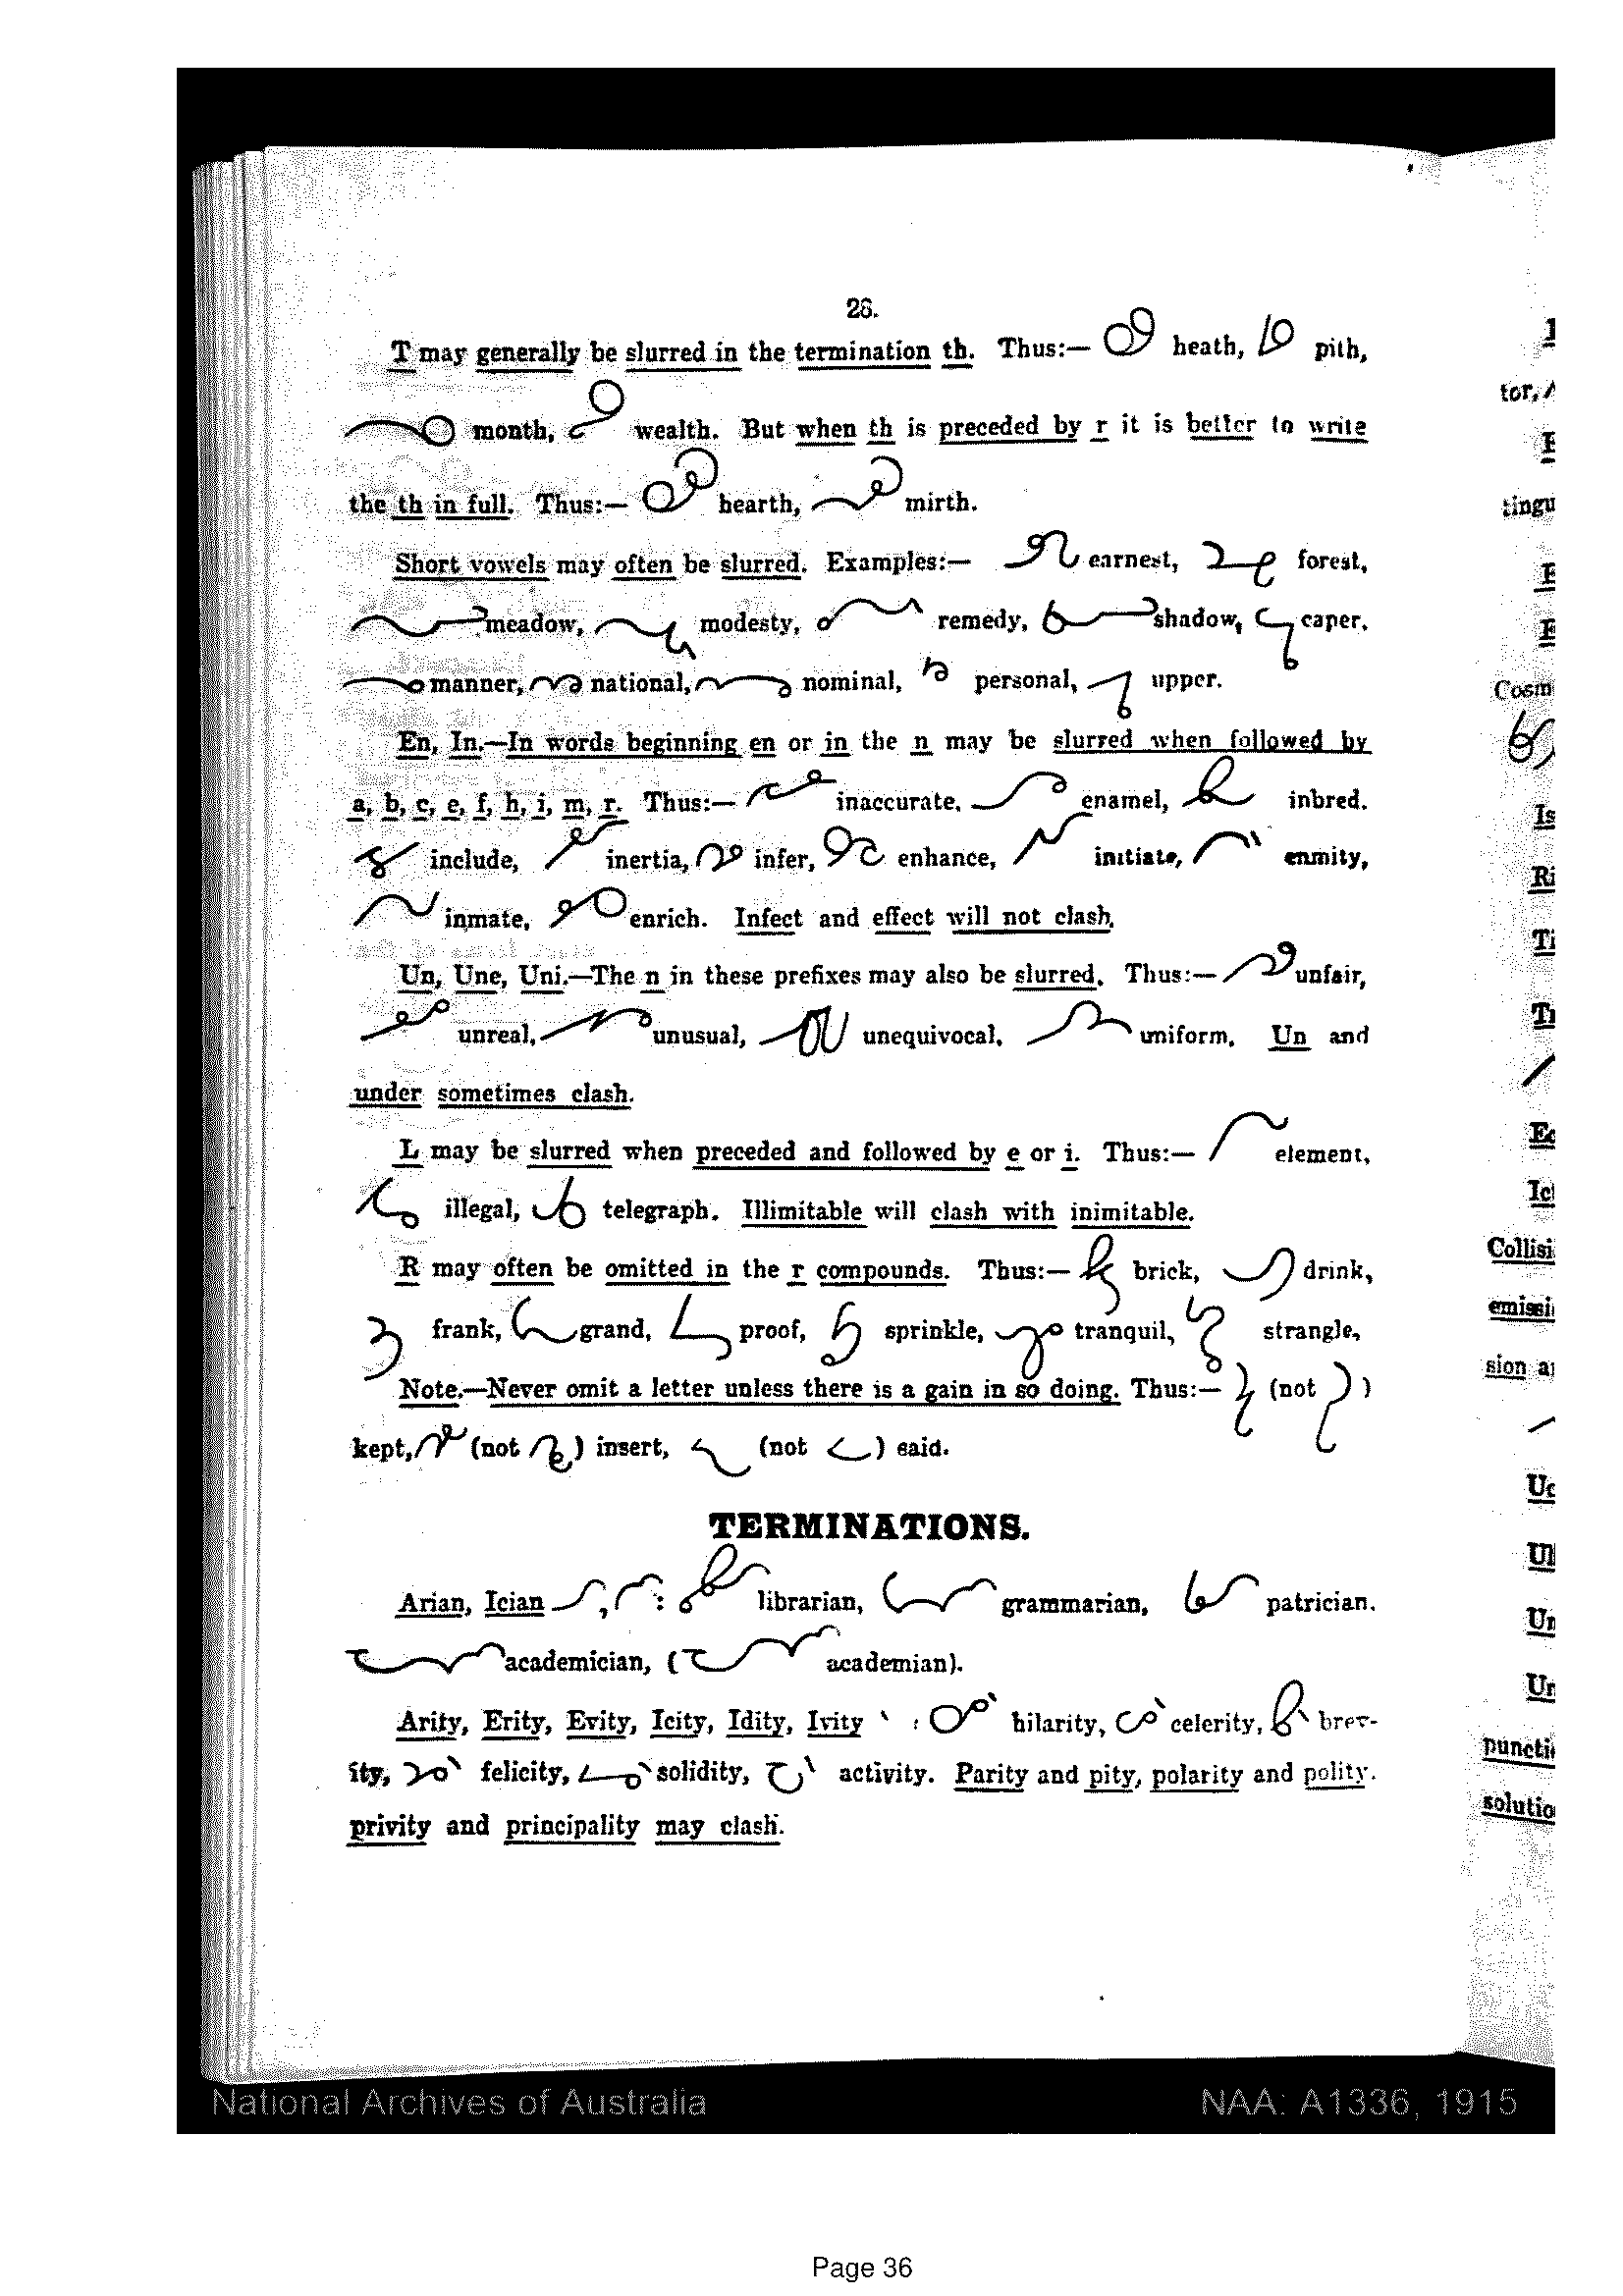 26.
T may generally be slurred in the termination th. Thus:— heath, pith,
month, wealth. But when th is preceded by r it is better to write
the th in full. Thus:— hearth, mirth.
Short vowels may often be slurred. Examples:— earnest, forest,
meadow, modesty, remedy, shadow, caper,
manner, national, nominal, personal, upper.
En, In.—In words beginning en or in the n may be slurred when followed by
a, b, c, e, f, h, i, m, r. Thus:— inaccurate, enamel, inbred.
include, inertia, infer, enhance, initiate, enmity,
inmate, enrich. Infect and effect will not clash.
Un, Une, Uni.—The n in these prefixes may also be slurred. Thus:— unfair,
unreal, unusual, unequivocal, uniform. Un and
under sometimes clash.
L may be slurred when preceded and followed by e or i. Thus:— element,
illegal, telegraph. Illimitable will clash with inimitable.
R may often be omitted in the r compounds. Thus:— brick, drink,
frank, grand, proof, sprinkle, tranquil, strangle,
Note.—Never omit a letter unless there is a gain in so doing. Thus:— (not )
kept, (not ) insert, (not ) said.
TERMINATIONS.
Arian, Ician , : librarian, grammarian, patrician.
academician, ( academian).
Arity, Erity, Evity, Icity, Idity, Ivity : hilarity, celerity, brev-
ity, felicity, solidity, activity. Parity and pity, polarity and polity.
privity and principality may clash.
tor,
tingu
Cosm
Is
Ri
Ti
Collisi
emissi
sion
puncti
solutio
National Archives of Australia
NAA: A1336, 1915
Page 36